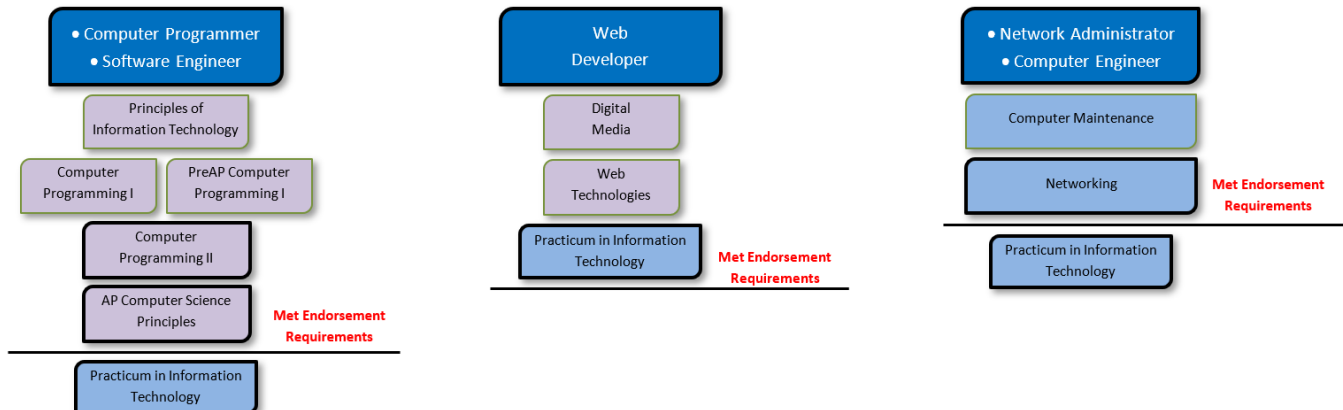 • Computer Programmer
• Software Engineer
Principles of
Information Technology
Computer
Programming I
PreAP Computer
Programming I
Computer
Programming II
AP Computer Science
Principles
Met Endorsement
Requirements
Practicum in Information
Technology
Web
Developer
Digital
Media
Web
Technologies
Practicum in Information
Technology
Met Endorsement
Requirements
• Network Administrator
• Computer Engineer
Computer Maintenance
Networking
Met Endorsement
Requirements
Practicum in Information
Technology